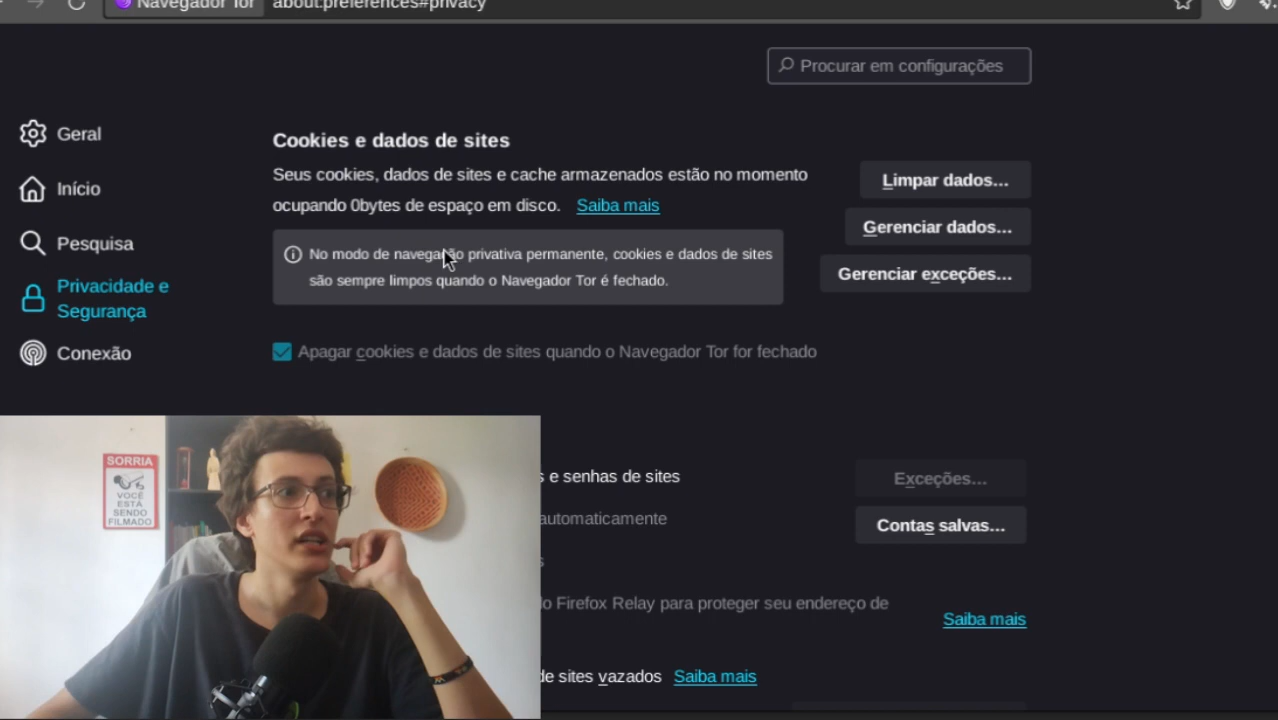 Navegador Tor about:preferences#privacy
Procurar em configurações
Geral
Início
Pesquisa
Privacidade e
Segurança
Conexão
Cookies e dados de sites
Seus cookies, dados de sites e cache armazenados estão no momento
ocupando 0bytes de espaço em disco. Saiba mais
Limpar dados...
Gerenciar dados...
Gerenciar exceções...
No modo de navegação privativa permanente, cookies e dados de sites
são sempre limpos quando o Navegador Tor é fechado.
Apagar cookies e dados de sites quando o Navegador Tor for fechado
s e senhas de sites
Exceções...
automaticamente
Contas salvas...
s
do Firefox Relay para proteger seu endereço de
Saiba mais
de sites vazados Saiba mais
SORRIA
VOCÊ
ESTÁ
SENDO
FILMADO